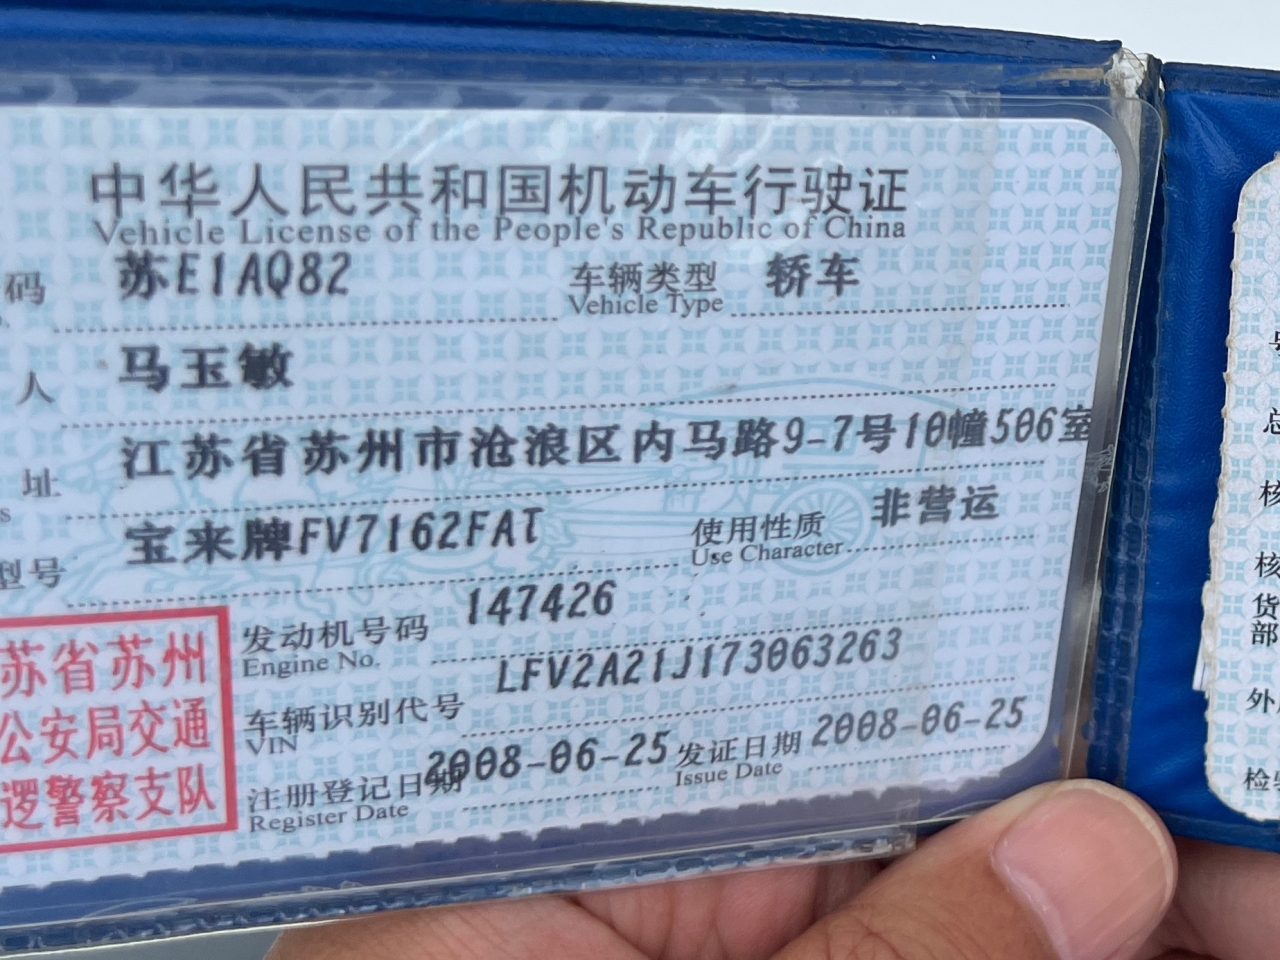 中华人民共和国机动车行驶证
Vehicle License of the People's Republic of China
码 苏E1AQ82 车辆类型 轿车
Vehicle Type
人 马玉敏
址 江苏省苏州市沧浪区内马路9-7号10幢506室
型号 宝来牌FV7162FAT 使用性质 非营运
Use Character
苏省苏州
公安局交通
逻警察支队
发动机号码 147426
Engine No.
车辆识别代号 LFV2A21J173063263
VIN
注册登记日期 2008-06-25 发证日期 2008-06-25
Register Date Issue Date
总
核
核
货
部
外
检